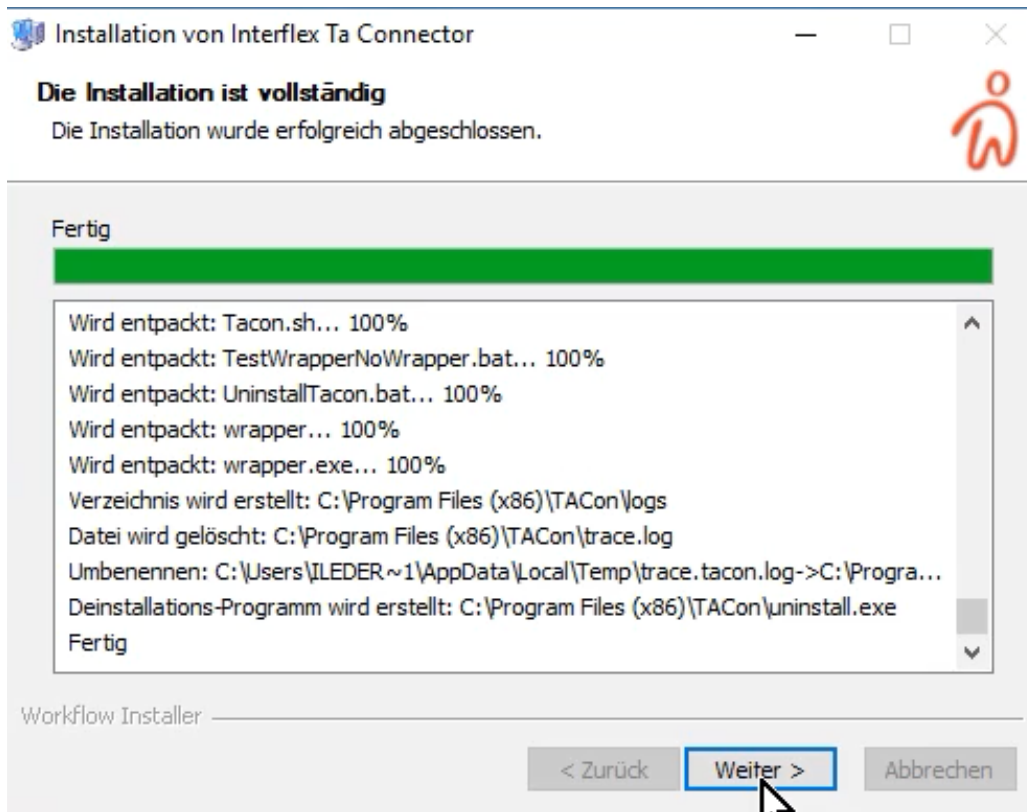 Installation von Interflex Ta Connector
Die Installation ist vollständig
Die Installation wurde erfolgreich abgeschlossen.
Fertig
Wird entpackt: Tacon.sh... 100%
Wird entpackt: TestWrapperNoWrapper.bat... 100%
Wird entpackt: UninstallTacon.bat... 100%
Wird entpackt: wrapper... 100%
Wird entpackt: wrapper.exe... 100%
Verzeichnis wird erstellt: C:\Program Files (x86)\TACon\logs
Datei wird gelöscht: C:\Program Files (x86)\TACon\trace.log
Umbenennen: C:\Users\ILEDER~1\AppData\Local\Temp\trace.tacon.log->C:\Progra...
Deinstallations-Programm wird erstellt: C:\Program Files (x86)\TACon\uninstall.exe
Fertig
Workflow Installer
< Zurück Weiter > Abbrechen